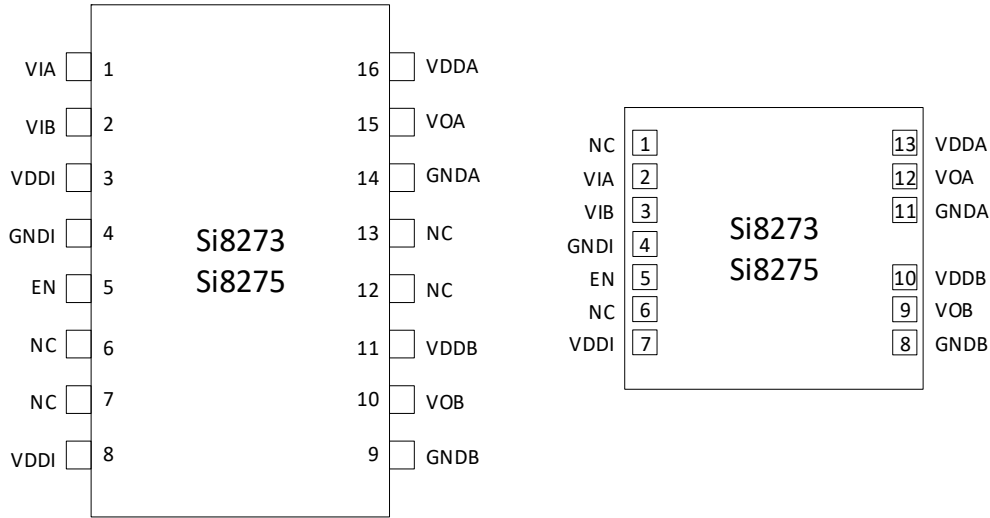 VIA 1 16 VDDA
VIB 2 15 VOA
VDDI 3 14 GNDA
GNDI 4 13 NC
Si8273
Si8275
EN 5 12 NC
NC 6 11 VDDB
NC 7 10 VOB
VDDI 8 9 GNDB
NC 1 13 VDDA
VIA 2 12 VOA
VIB 3 11 GNDA
Si8273
GNDI 4
Si8275
EN 5 10 VDDB
NC 6 9 VOB
VDDI 7 8 GNDB